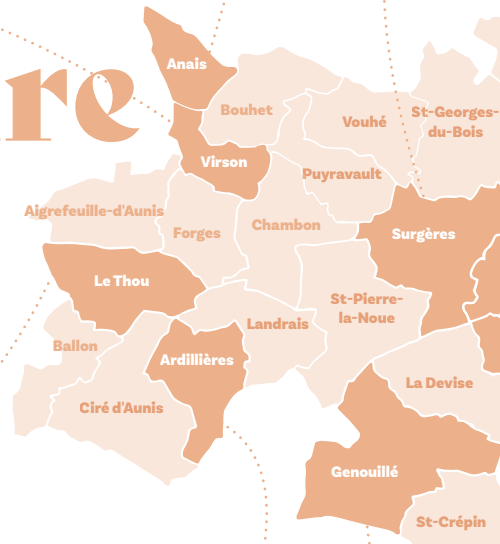 re
Anais
Bouhet
Vouhé
St-Georges-
du-Bois
Virson
Puyravault
Aigrefeuille-d'Aunis
Forges
Chambon
Surgères
Le Thou
St-Pierre-
la-Noue
Landrais
Ballon
Ardillières
La Devise
Ciré d'Aunis
Genouillé
St-Crépin